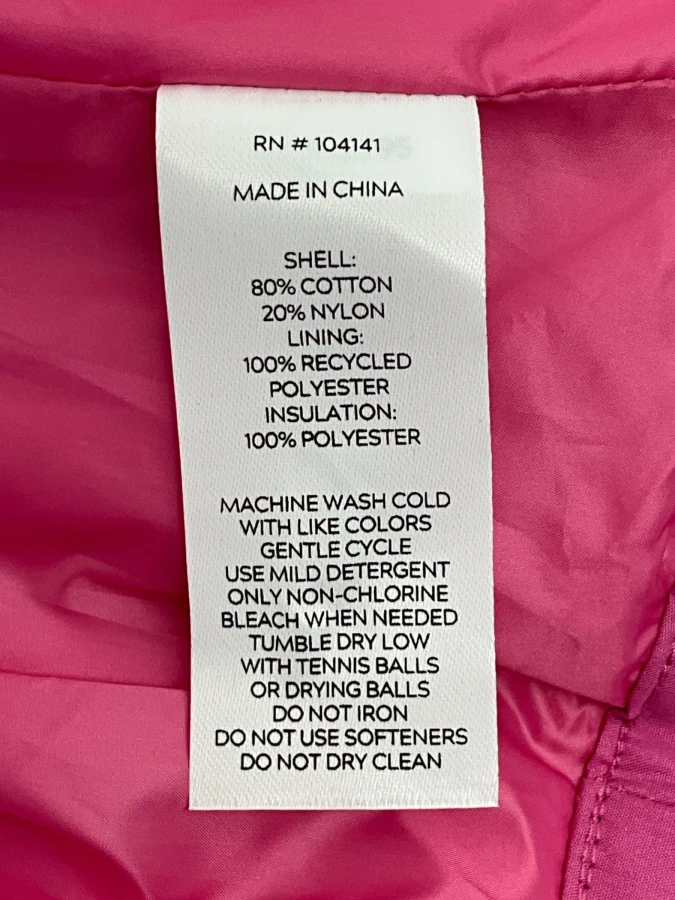 RN # 104141
MADE IN CHINA
SHELL:
80% COTTON
20% NYLON
LINING:
100% RECYCLED
POLYESTER
INSULATION:
100% POLYESTER
MACHINE WASH COLD
WITH LIKE COLORS
GENTLE CYCLE
USE MILD DETERGENT
ONLY NON-CHLORINE
BLEACH WHEN NEEDED
TUMBLE DRY LOW
WITH TENNIS BALLS
OR DRYING BALLS
DO NOT IRON
DO NOT USE SOFTENERS
DO NOT DRY CLEAN